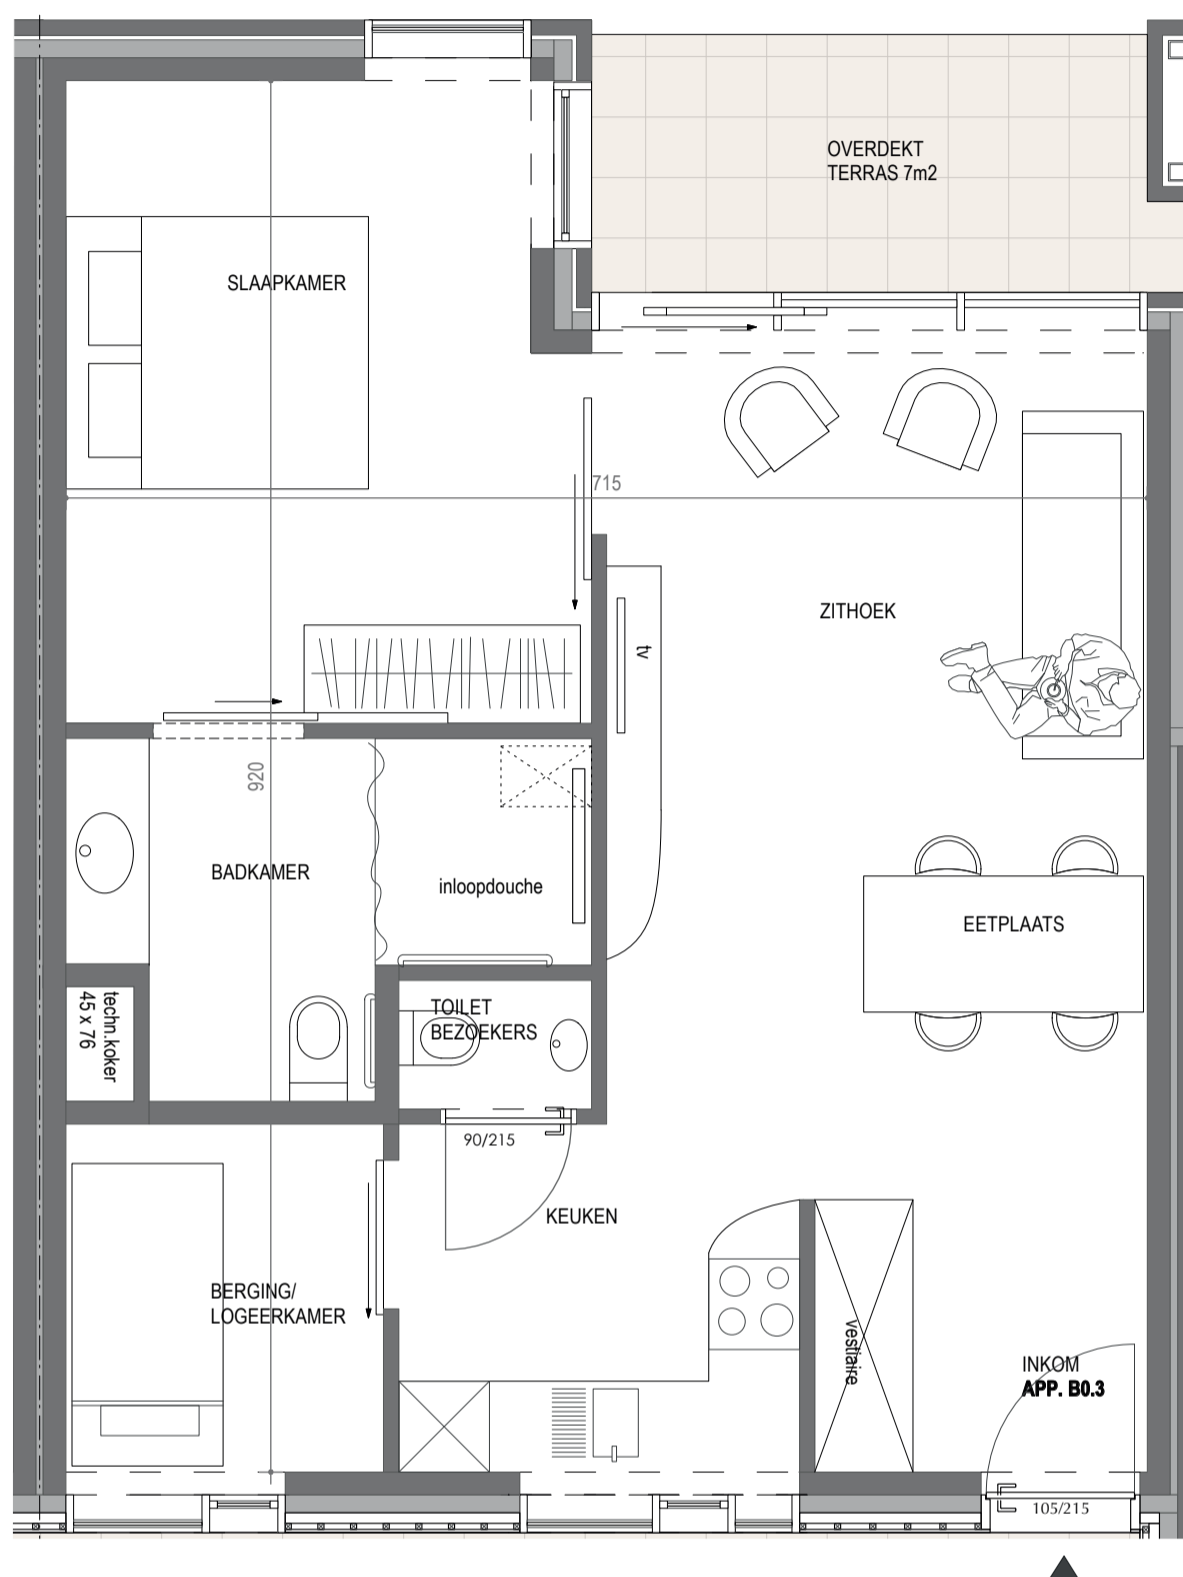 OVERDEKT
TERRAS 7m2
SLAAPKAMER
715
ZITHOEK
tv
920
BADKAMER
inloopdouche
EETPLAATS
techn.koker
45 x 76
TOILET
BEZOEKERS
90/215
KEUKEN
BERGING/
LOGEERKAMER
vestiaire
INKOM
APP. B0.3
105/215